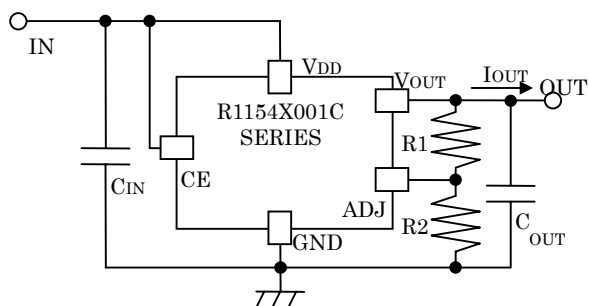 IN
VDD
VOUT
IOUT
OUT
R1154X001C
SERIES
R1
CIN
CE
ADJ
R2
GND
COUT